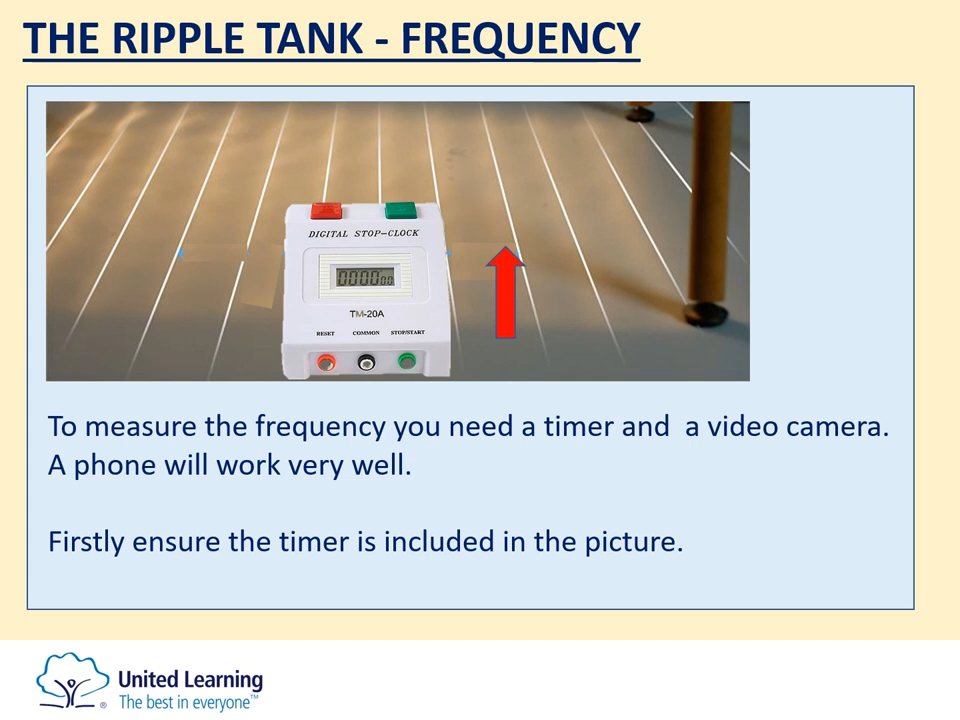 THE RIPPLE TANK - FREQUENCY
DIGITAL STOP-CLOCK
000000
TM-20A
RESET COMMON STOP/START
To measure the frequency you need a timer and  a video camera.
A phone will work very well.
Firstly ensure the timer is included in the picture.
United Learning
The best in everyone™
®